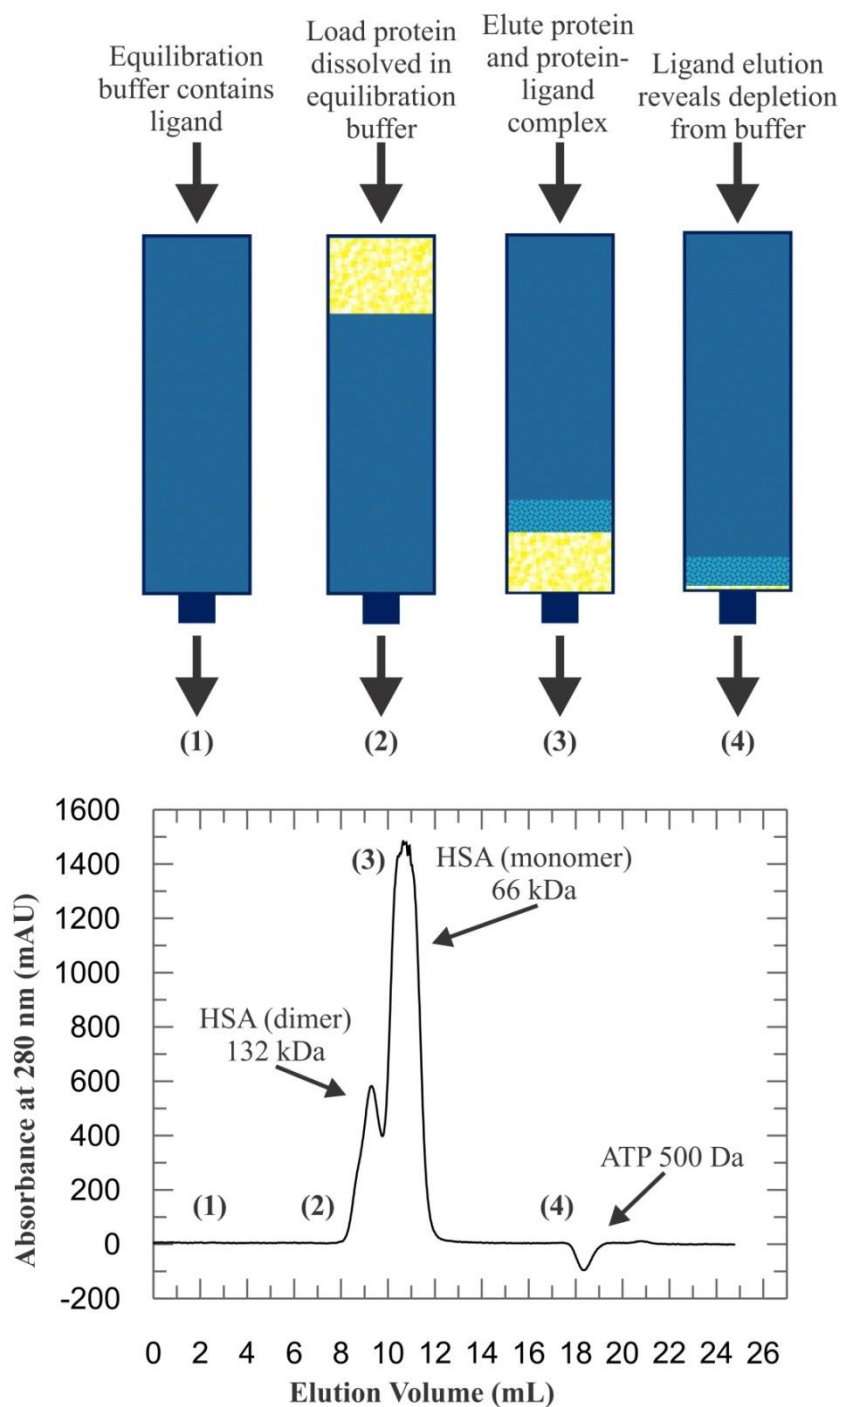 Equilibration
buffer contains
ligand
Load protein
dissolved in
equilibration
buffer
Elute protein
and protein-
ligand
complex
Ligand elution
reveals depletion
from buffer
(1)
(2)
(3)
(4)
1600
1400
1200
1000
800
600
400
200
0
-200
Absorbance at 280 nm (mAU)
(3)
HSA (monomer)
66 kDa
HSA (dimer)
132 kDa
ATP 500 Da
(1)
(2)
(4)
0 2 4 6 8 10 12 14 16 18 20 22 24 26
Elution Volume (mL)